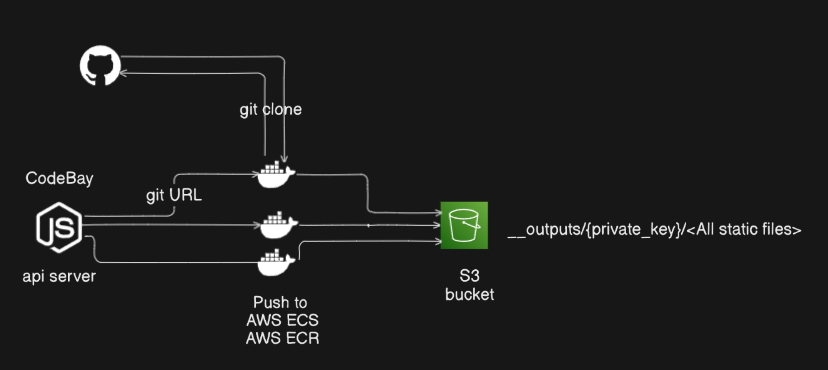 git clone
CodeBay
git URL
JS
api server
__outputs/{private_key}/<All static files>
S3
bucket
Push to
AWS ECS
AWS ECR